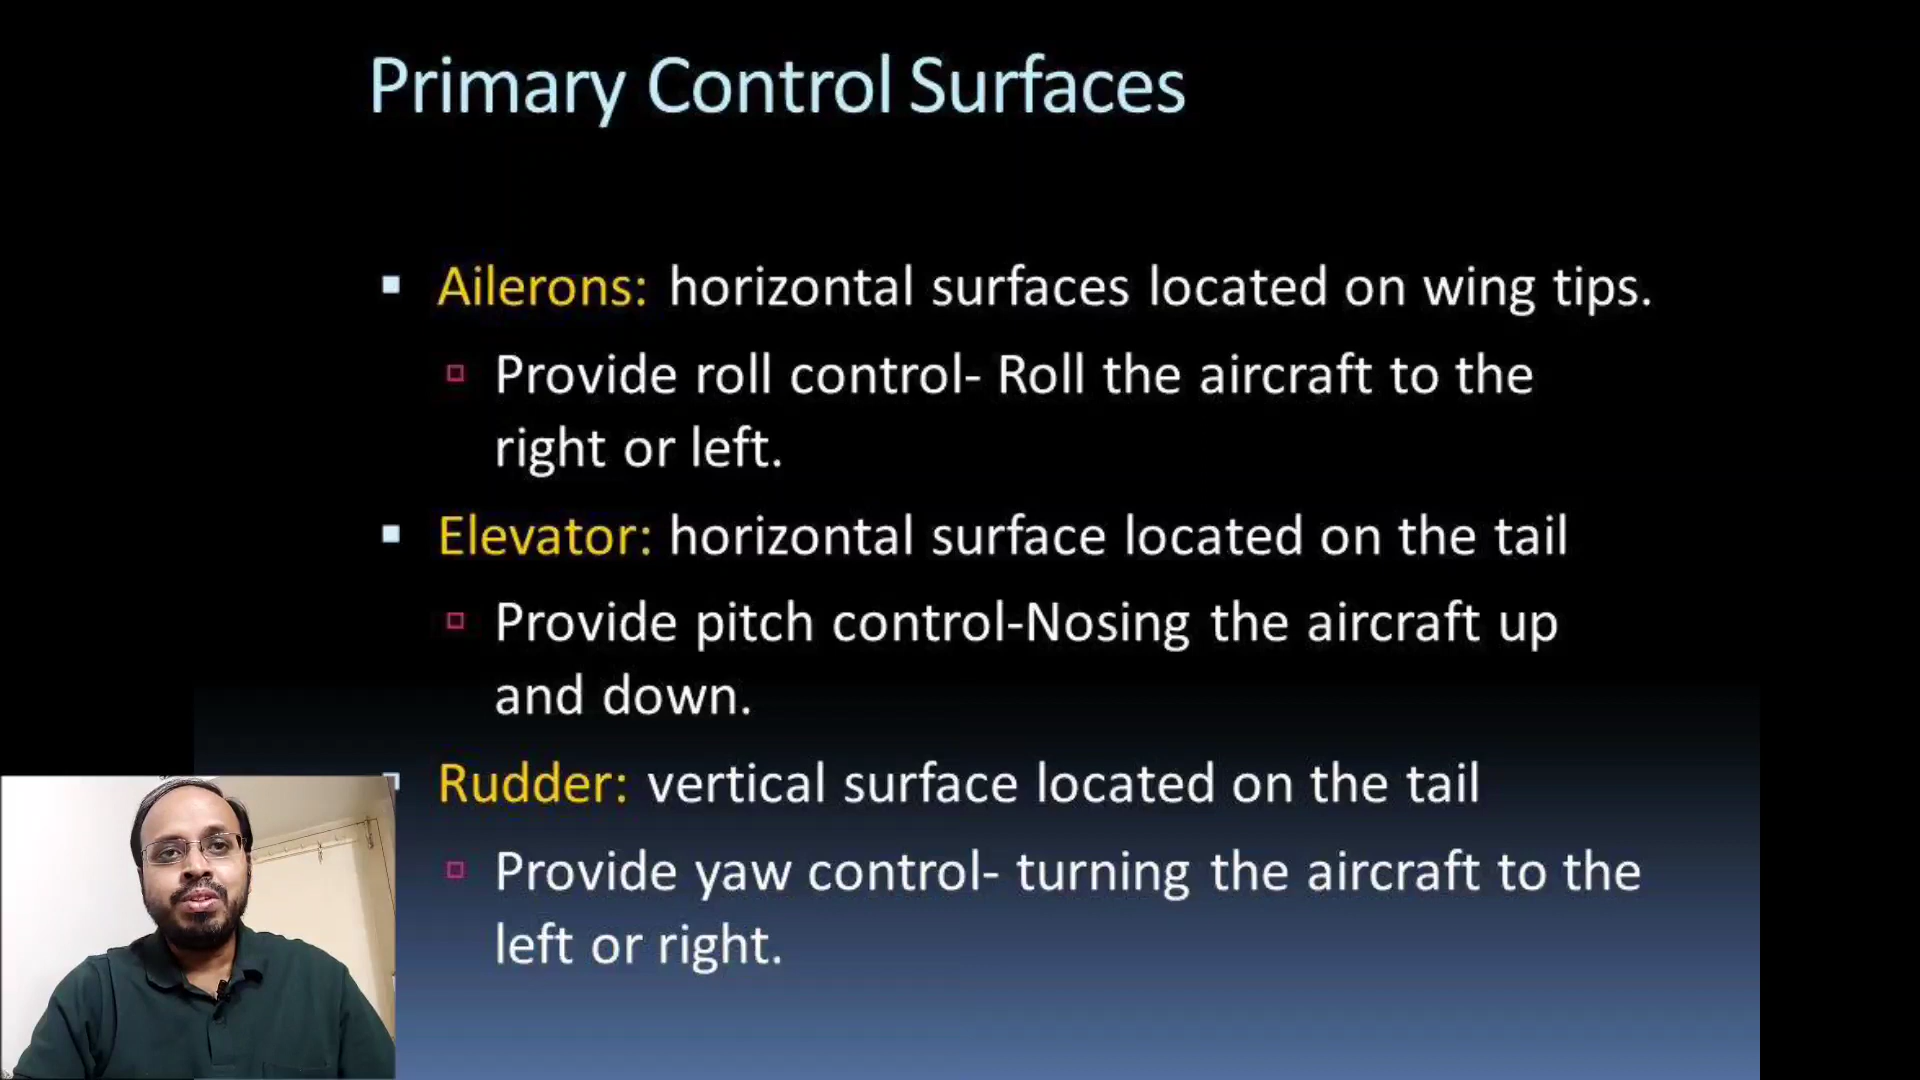 Primary Control Surfaces
Ailerons: horizontal surfaces located on wing tips.
Provide roll control- Roll the aircraft to the
right or left.
Elevator: horizontal surface located on the tail
Provide pitch control-Nosing the aircraft up
and down.
Rudder: vertical surface located on the tail
Provide yaw control- turning the aircraft to the
left or right.